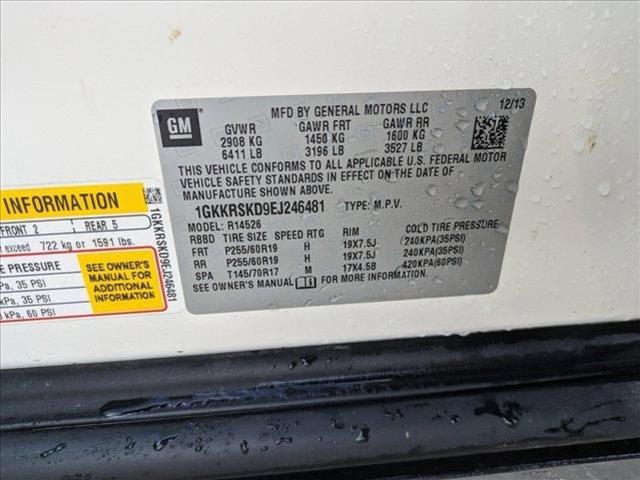 GM
MFD BY GENERAL MOTORS LLC
12/13
GVWR GAWR FRT GAWR RR
2908 KG 1450 KG 1600 KG
6411 LB 3196 LB 3527 LB
THIS VEHICLE CONFORMS TO ALL APPLICABLE U.S. FEDERAL MOTOR
VEHICLE SAFETY STANDARDS IN EFFECT ON THE DATE OF
MANUFACTURE SHOWN ABOVE.
1GKKRSKD9EJ246481 TYPE: M.P.V.
MODEL: R14526
RBBD TIRE SIZE SPEED RTG RIM COLD TIRE PRESSURE
FRT P255/60R19 H 19X7.5J 240KPA(35PSI)
RR P255/60R19 H 19X7.5J 240KPA(35PSI)
SPA T145/70R17 M 17X4.5B 420KPA(60PSI)
SEE OWNER'S MANUAL FOR MORE INFORMATION.
INFORMATION
FRONT 2 REAR 5
exceed 722 kg or 1591 lbs.
E PRESSURE
kPa, 35 PSI
kPa, 35 PSI
kPa, 60 PSI
SEE OWNER'S
MANUAL FOR
ADDITIONAL
INFORMATION
1GKKRSKD9EJ246481